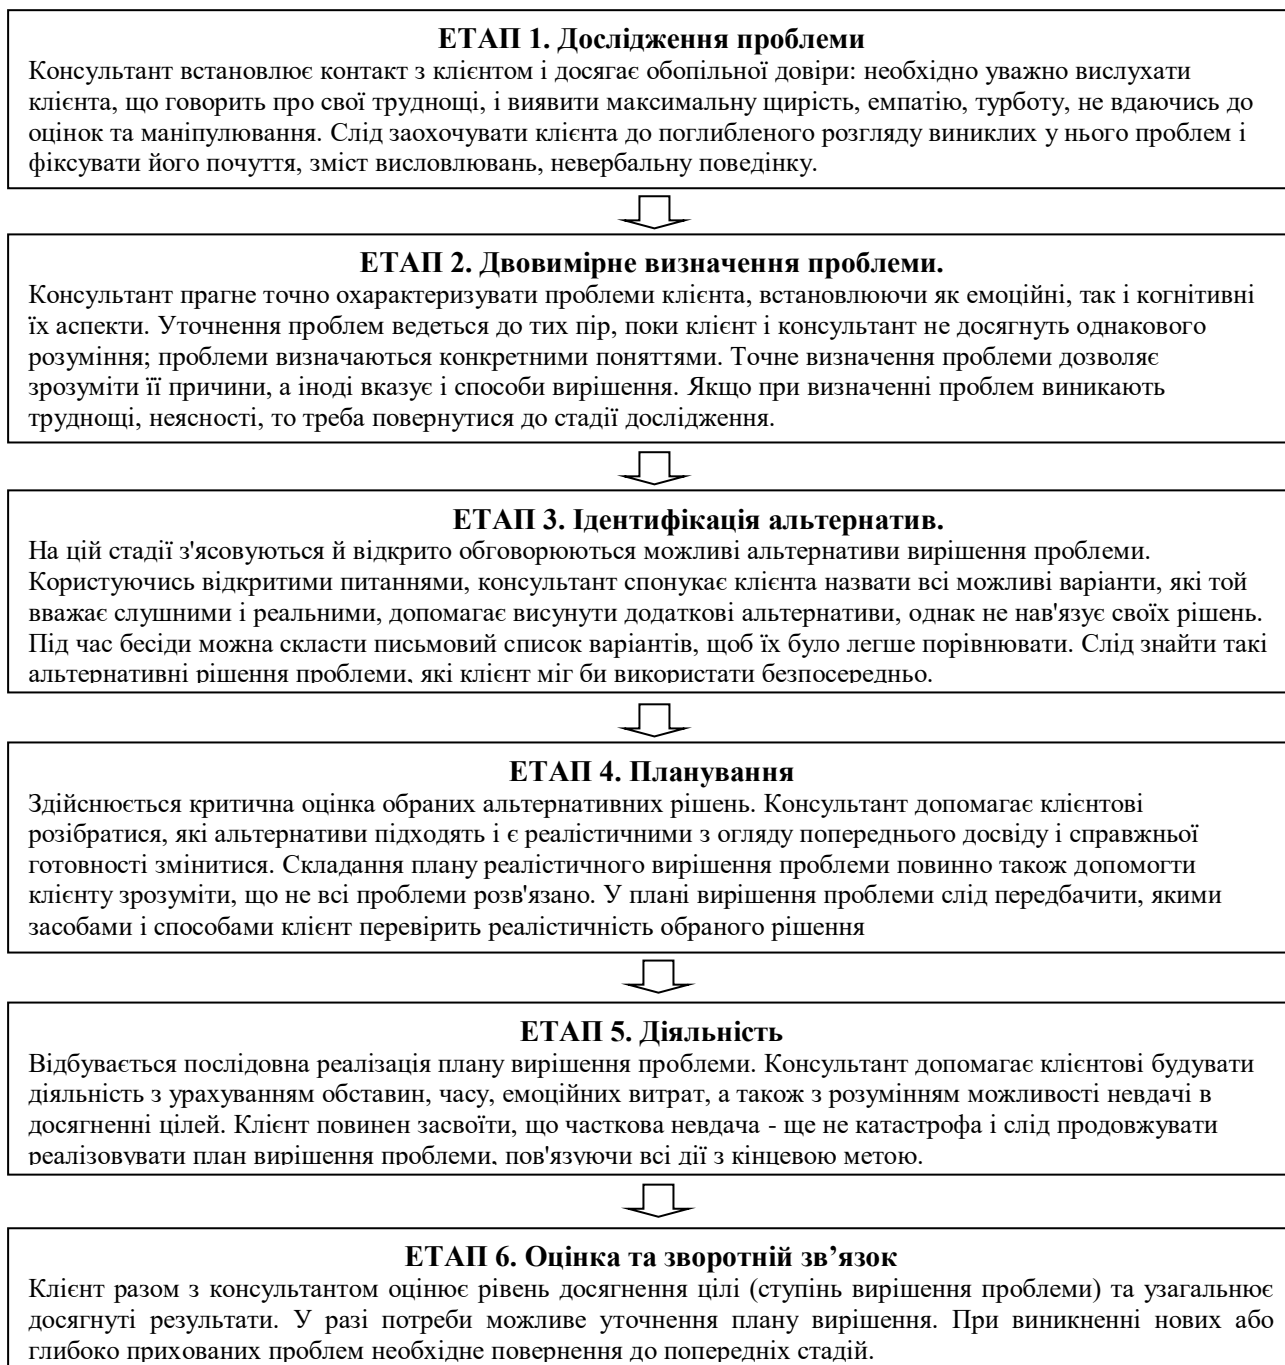 ЕТАП 1. Дослідження проблеми
Консультант встановлює контакт з клієнтом і досягає обопільної довіри: необхідно уважно вислухати
клієнта, що говорить про свої труднощі, і виявити максимальну щирість, емпатію, турботу, не вдаючись до
оцінок та маніпулювання. Слід заохочувати клієнта до поглибленого розгляду виниклих у нього проблем і
фіксувати його почуття, зміст висловлювань, невербальну поведінку.
ЕТАП 2. Двовимірне визначення проблеми.
Консультант прагне точно охарактеризувати проблеми клієнта, встановлюючи як емоційні, так і когнітивні
їх аспекти. Уточнення проблем ведеться до тих пір, поки клієнт і консультант не досягнуть однакового
розуміння; проблеми визначаються конкретними поняттями. Точне визначення проблеми дозволяє
зрозуміти її причини, а іноді вказує і способи вирішення. Якщо при визначенні проблем виникають
труднощі, неясності, то треба повернутися до стадії дослідження.
ЕТАП 3. Ідентифікація альтернатив.
На цій стадії з'ясовуються й відкрито обговорюються можливі альтернативи вирішення проблеми.
Користуючись відкритими питаннями, консультант спонукає клієнта назвати всі можливі варіанти, які той
вважає слушними і реальними, допомагає висунути додаткові альтернативи, однак не нав'язує своїх рішень.
Під час бесіди можна скласти письмовий список варіантів, щоб їх було легше порівнювати. Слід знайти такі
альтернативні рішення проблеми, які клієнт міг би використати безпосередньо.
ЕТАП 4. Планування
Здійснюється критична оцінка обраних альтернативних рішень. Консультант допомагає клієнтові
розібратися, які альтернативи підходять і є реалістичними з огляду попереднього досвіду і справжньої
готовності змінитися. Складання плану реалістичного вирішення проблеми повинно також допомогти
клієнту зрозуміти, що не всі проблеми розв'язано. У плані вирішення проблеми слід передбачити, якими
засобами і способами клієнт перевірить реалістичність обраного рішення
ЕТАП 5. Діяльність
Відбувається послідовна реалізація плану вирішення проблеми. Консультант допомагає клієнтові будувати
діяльність з урахуванням обставин, часу, емоційних витрат, а також з розумінням можливості невдачі в
досягненні цілей. Клієнт повинен засвоїти, що часткова невдача - ще не катастрофа і слід продовжувати
реалізовувати план вирішення проблеми, пов'язуючи всі дії з кінцевою метою.
ЕТАП 6. Оцінка та зворотній зв’язок
Клієнт разом з консультантом оцінює рівень досягнення цілі (ступінь вирішення проблеми) та узагальнює
досягнуті результати. У разі потреби можливе уточнення плану вирішення. При виникненні нових або
глибоко прихованих проблем необхідне повернення до попередніх стадій.